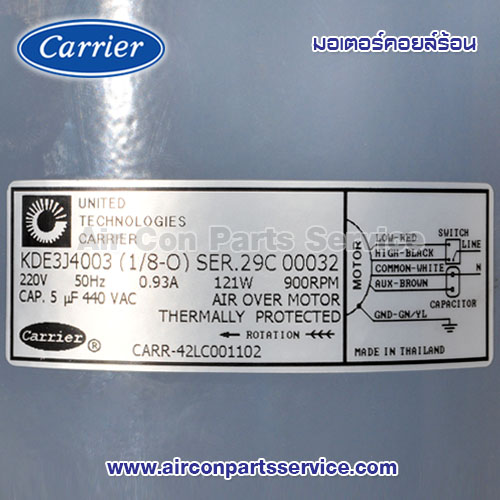 Carrier
มอเตอร์คอยล์ร้อน
Air-Con Parts Service
UNITED
TECHNOLOGIES
CARRIER
KDE3J4003 (1/8-O) SER.29C 00032
220V 50Hz 0.93A 121W 900RPM
CAP. 5 µF 440 VAC AIR OVER MOTOR
THERMALLY PROTECTED
← ROTATION ←
Carrier ®
CARR-42LC001102
MOTOR
LOW-RED
HIGH-BLACK
COMMON-WHITE
AUX-BROWN
GND-GN/YL
SWITCH
LINE
N
CAPACITOR
MADE IN THAILAND
www.airconpartsservice.com